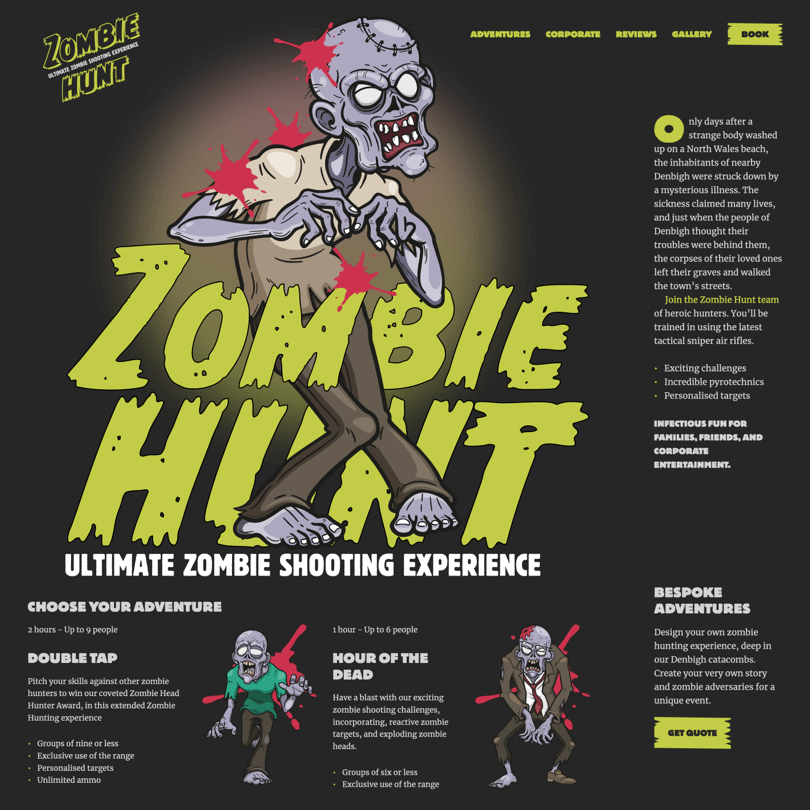 ZOMBIE
ULTIMATE ZOMBIE SHOOTING EXPERIENCE
HUNT
ADVENTURES CORPORATE REVIEWS GALLERY BOOK
ZOMBIE
HUNT
ULTIMATE ZOMBIE SHOOTING EXPERIENCE
Only days after a
strange body washed
up on a North Wales beach,
the inhabitants of nearby
Denbigh were struck down by
a mysterious illness. The
sickness claimed many lives,
and just when the people of
Denbigh thought their
troubles were behind them,
the corpses of their loved ones
left their graves and walked
the town's streets.
Join the Zombie Hunt team
of heroic hunters. You'll be
trained in using the latest
tactical sniper air rifles.
· Exciting challenges
· Incredible pyrotechnics
· Personalised targets
INFECTIOUS FUN FOR
FAMILIES, FRIENDS, AND
CORPORATE
ENTERTAINMENT.
CHOOSE YOUR ADVENTURE
2 hours - Up to 9 people
DOUBLE TAP
Pitch your skills against other zombie
hunters to win our coveted Zombie Head
Hunter Award, in this extended Zombie
Hunting experience
· Groups of nine or less
· Exclusive use of the range
· Personalised targets
· Unlimited ammo
1 hour - Up to 6 people
HOUR OF THE
DEAD
Have a blast with our exciting
zombie shooting challenges,
incorporating, reactive zombie
targets, and exploding zombie
heads.
· Groups of six or less
· Exclusive use of the range
BESPOKE
ADVENTURES
Design your own zombie
hunting experience, deep in
our Denbigh catacombs.
Create your very own story
and zombie adversaries for a
unique event.
GET QUOTE